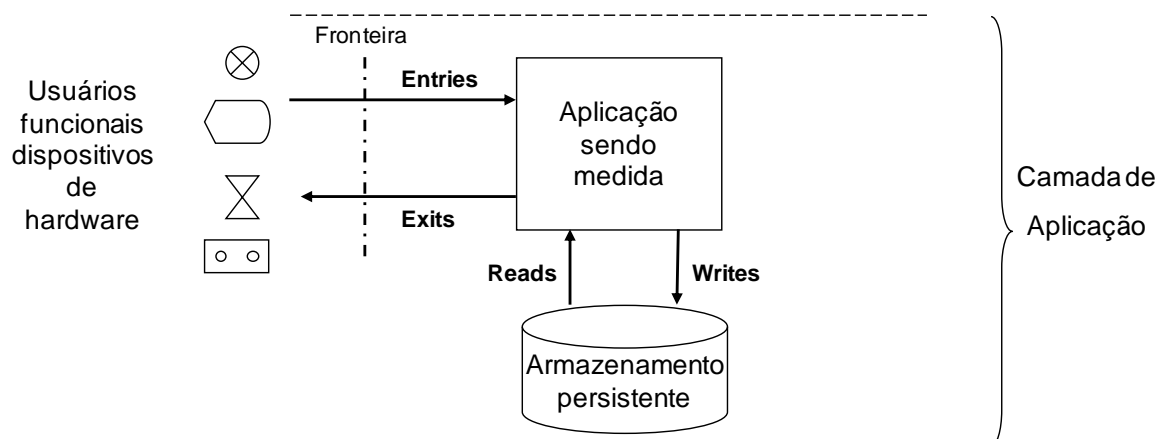 Fronteira
Usuários
funcionais
dispositivos
de
hardware
Entries
Exits
Aplicação
sendo
medida
Reads
Writes
Armazenamento
persistente
Camada de
Aplicação